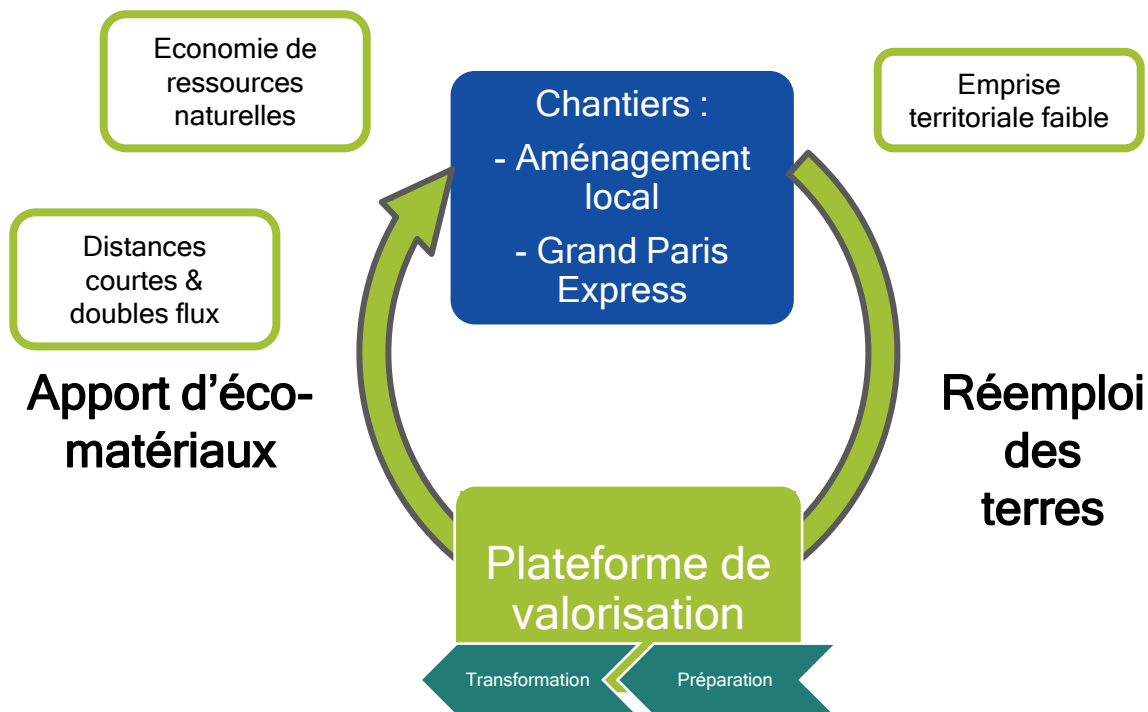 Economie de
ressources
naturelles
Chantiers :
- Aménagement
local
- Grand Paris
Express
Emprise
territoriale faible
Distances
courtes &
doubles flux
Apport d’éco-
matériaux
Réemploi
des
terres
Plateforme de
valorisation
Transformation
Préparation